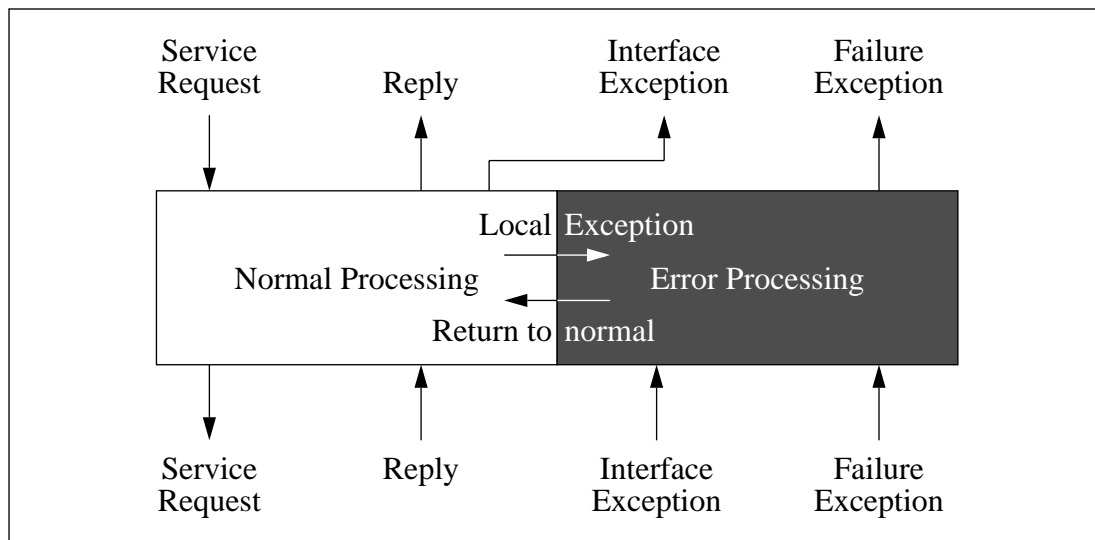 Service
Request
Reply
Interface
Exception
Failure
Exception
Local Exception
Normal Processing
Error Processing
Return to normal
Service
Request
Reply
Interface
Exception
Failure
Exception